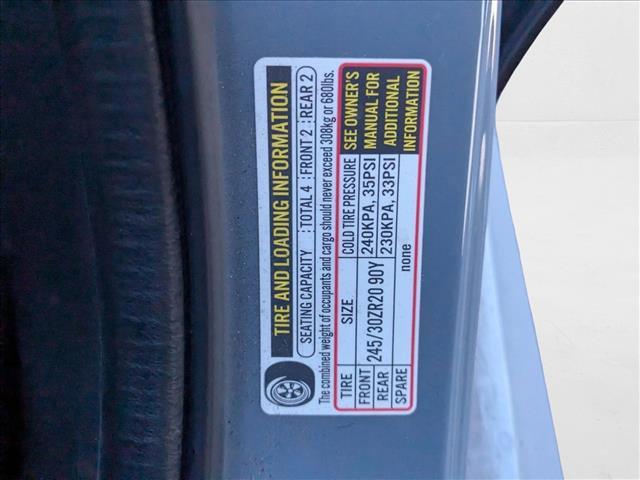 TIRE AND LOADING INFORMATION
SEATING CAPACITY TOTAL 4 FRONT 2 REAR 2
The combined weight of occupants and cargo should never exceed 308kg or 680lbs.
TIRE SIZE COLD TIRE PRESSURE
FRONT 245/30ZR20 90Y 240KPA, 35PSI
REAR 230KPA, 33PSI
SPARE none
SEE OWNER'S
MANUAL FOR
ADDITIONAL
INFORMATION